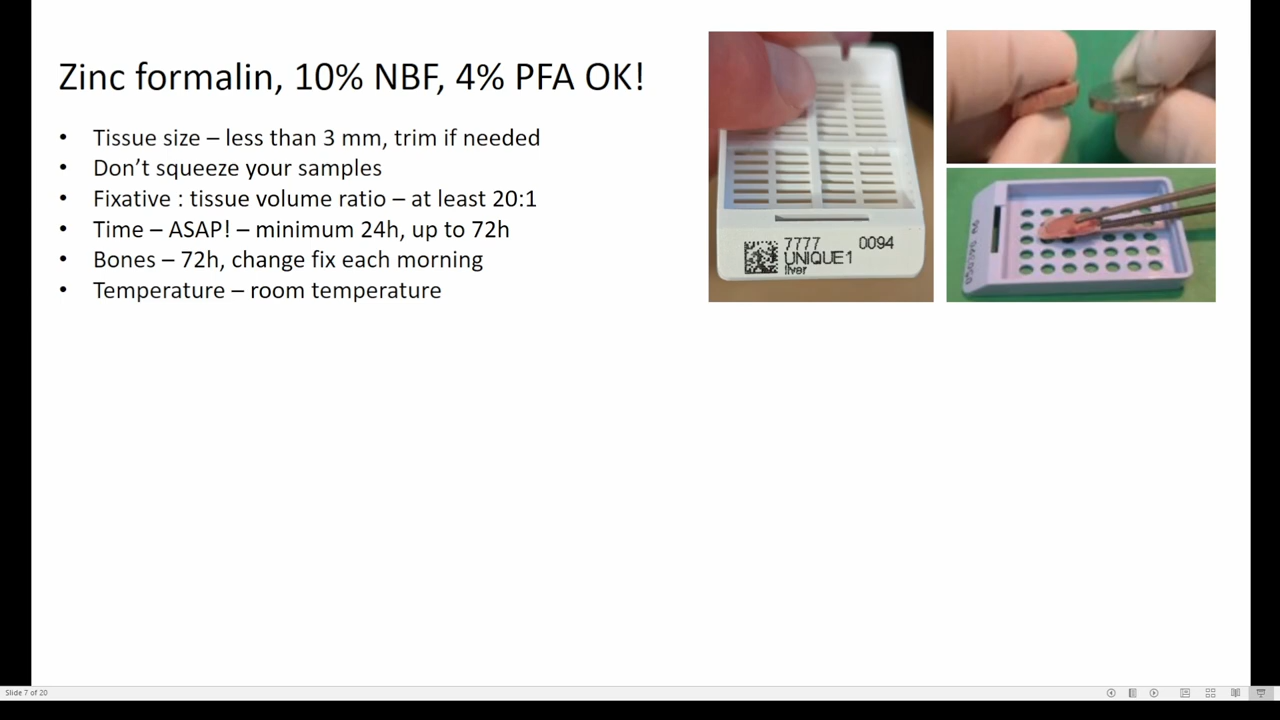 Zinc formalin, 10% NBF, 4% PFA OK!
• Tissue size – less than 3 mm, trim if needed
• Don’t squeeze your samples
• Fixative : tissue volume ratio – at least 20:1
• Time – ASAP! – minimum 24h, up to 72h
• Bones – 72h, change fix each morning
• Temperature – room temperature
7777 0094
UNIQUE1
liver
Slide 7 of 20